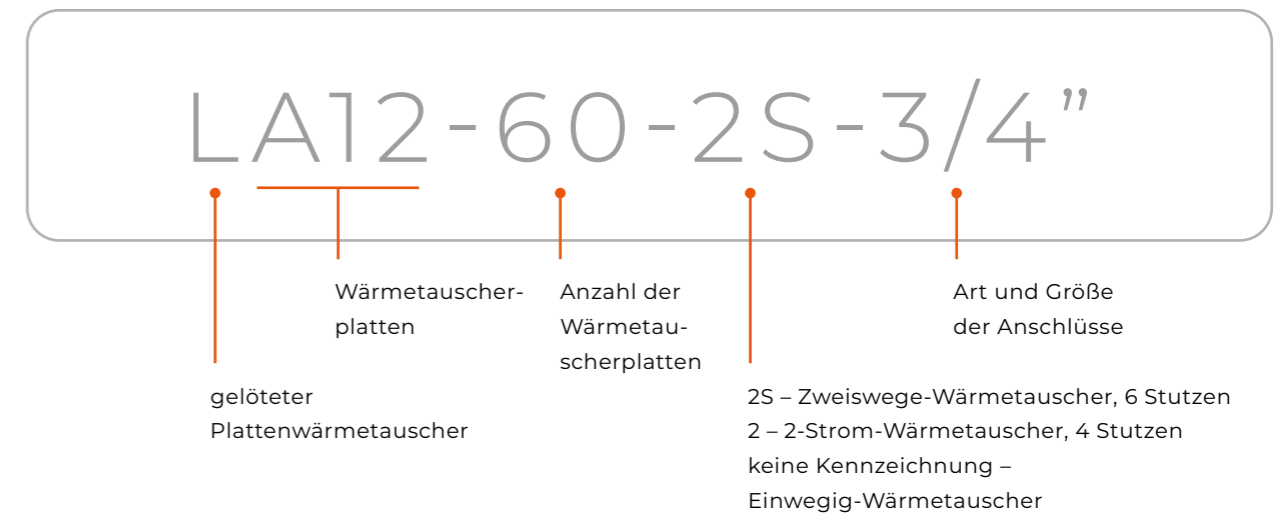 LA12-60-2S-3/4”
Wärmetauscher-
platten
Anzahl der
Wärmetau-
scherplatten
Art und Größe
der Anschlüsse
gelöteter
Plattenwärmetauscher
2S – Zweiswege-Wärmetauscher, 6 Stutzen
2 – 2-Strom-Wärmetauscher, 4 Stutzen
keine Kennzeichnung –
Einwegig-Wärmetauscher